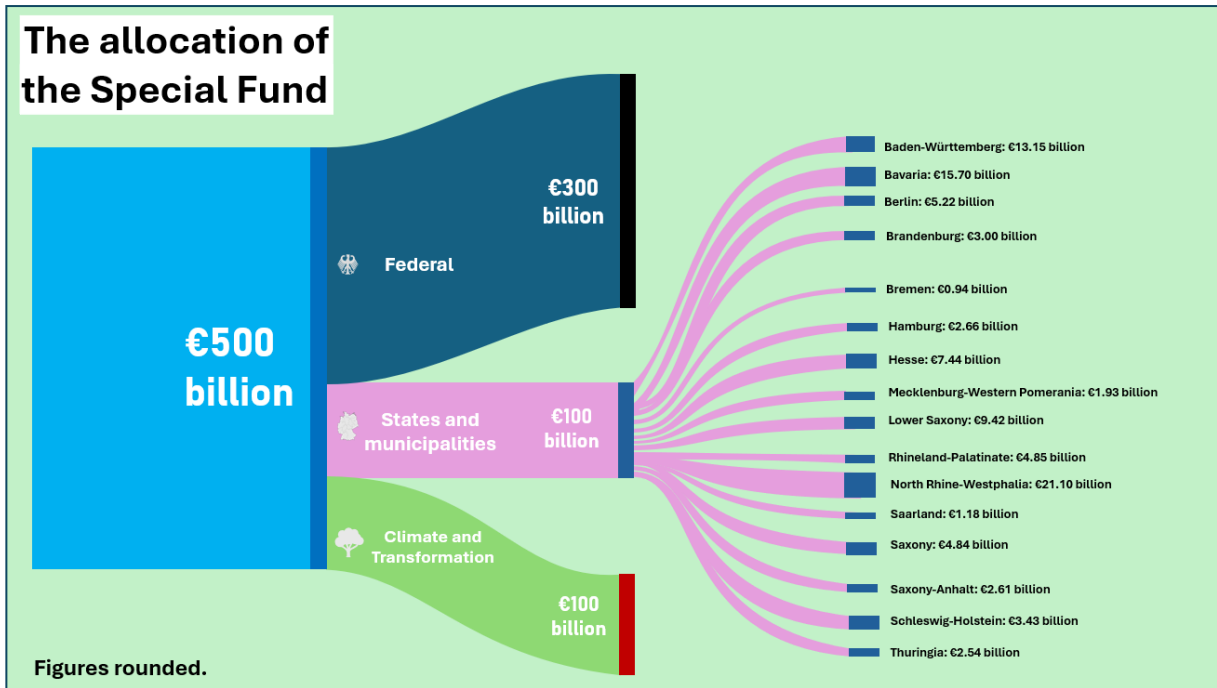 The allocation of
the Special Fund
€500
billion
€300
billion
Federal
States and
municipalities
€100
billion
Climate and
Transformation
€100
billion
Baden-Württemberg: €13.15 billion
Bavaria: €15.70 billion
Berlin: €5.22 billion
Brandenburg: €3.00 billion
Bremen: €0.94 billion
Hamburg: €2.66 billion
Hesse: €7.44 billion
Mecklenburg-Western Pomerania: €1.93 billion
Lower Saxony: €9.42 billion
Rhineland-Palatinate: €4.85 billion
North Rhine-Westphalia: €21.10 billion
Saarland: €1.18 billion
Saxony: €4.84 billion
Saxony-Anhalt: €2.61 billion
Schleswig-Holstein: €3.43 billion
Thuringia: €2.54 billion
Figures rounded.